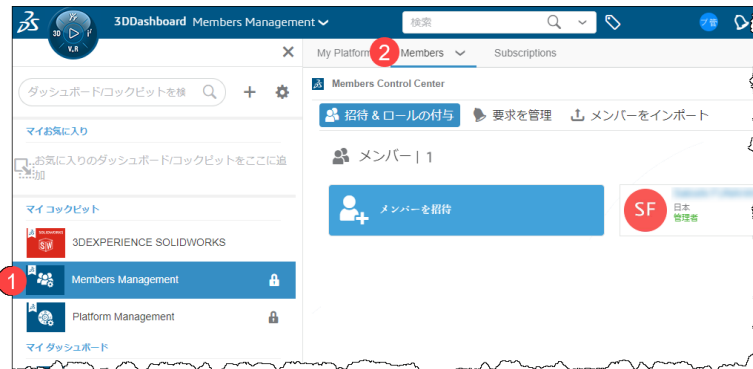 3DDashboard Members Management
検索
ブ管
3D
V.R
My Platform
2
Members
Subscriptions
Members Control Center
ダッシュボード/コックピットを検
招待 & ロールの付与
要求を管理
メンバーをインポート
マイお気に入り
お気に入りのダッシュボード/コックピットをここに追
加
メンバー | 1
マイ コックピット
メンバーを招待
SF
日本
管理者
3DEXPERIENCE SOLIDWORKS
1
Members Management
Platform Management
マイ ダッシュボード